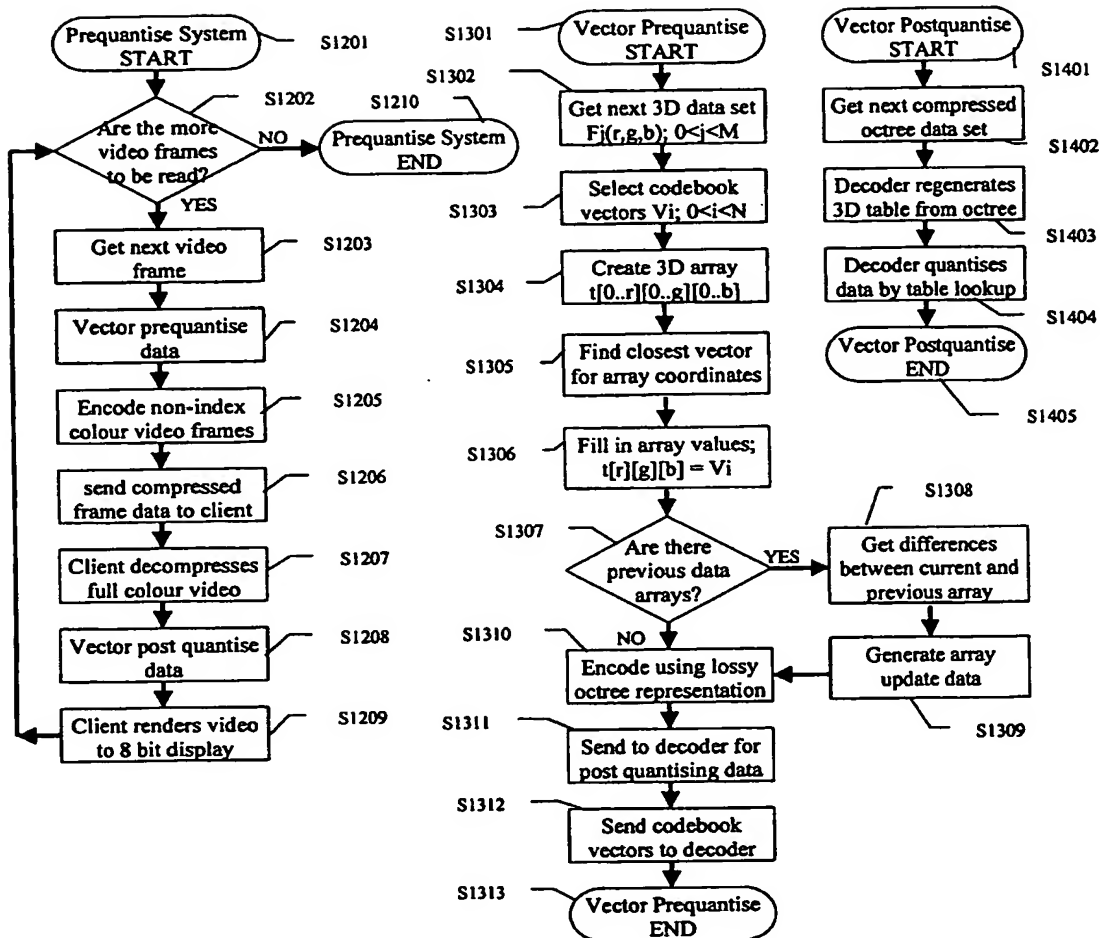 Prequantise System
START
S1201
S1202
Are the more
video frames
to be read?
NO
YES
S1210
Prequantise System
END
Get next video
frame
S1203
Vector prequantise
data
S1204
Encode non-index
colour video frames
S1205
send compressed
frame data to client
S1206
Client decompresses
full colour video
S1207
Vector post quantise
data
S1208
Client renders video
to 8 bit display
S1209
S1301
Vector Prequantise
START
S1302
Get next 3D data set
Fj(r,g,b); 0<j<M
S1303
Select codebook
vectors Vi; 0<i<N
S1304
Create 3D array
t[0..r][0..g][0..b]
S1305
Find closest vector
for array coordinates
S1306
Fill in array values;
t[r][g][b] = Vi
S1307
Are there
previous data
arrays?
YES
NO
S1308
Get differences
between current and
previous array
Generate array
update data
S1309
S1310
Encode using lossy
octree representation
S1311
Send to decoder for
post quantising data
S1312
Send codebook
vectors to decoder
S1313
Vector Prequantise
END
Vector Postquantise
START
S1401
Get next compressed
octree data set
S1402
Decoder regenerates
3D table from octree
S1403
Decoder quantises
data by table lookup
S1404
Vector Postquantise
END
S1405